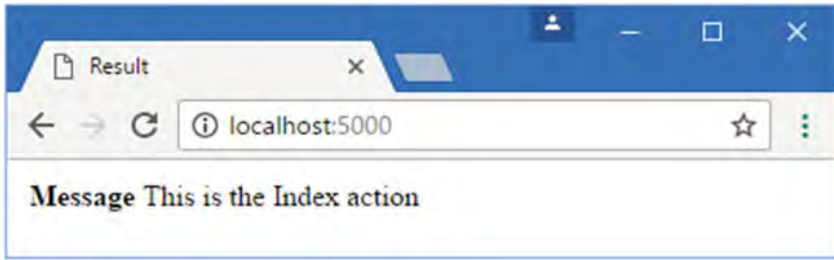 Result
localhost:5000
Message This is the Index action